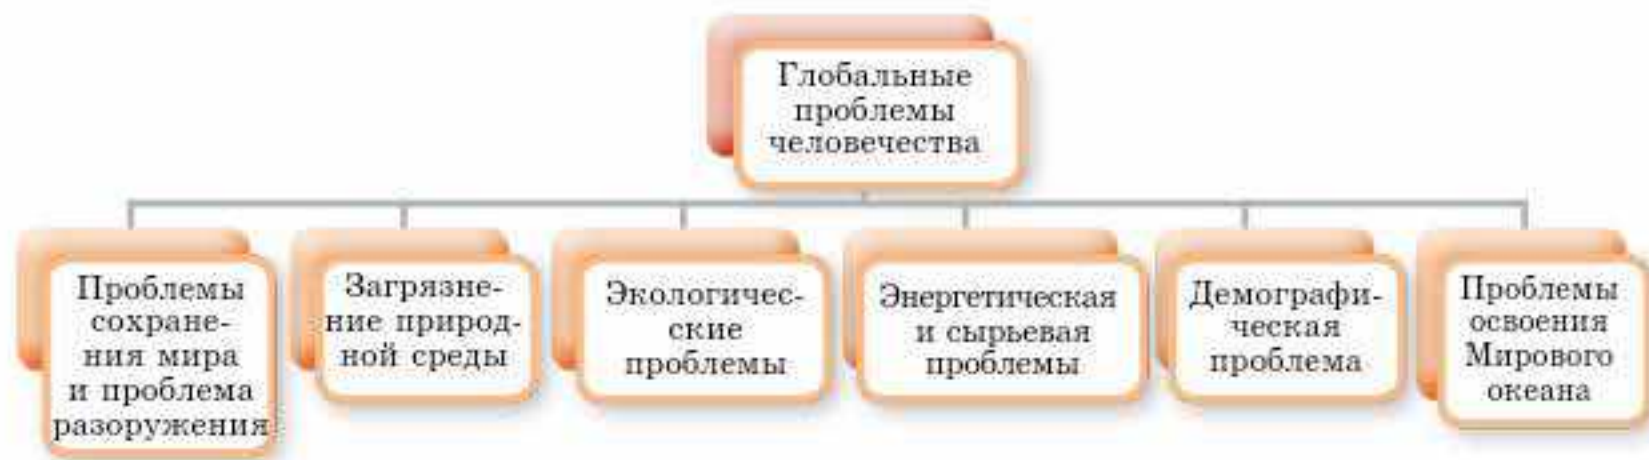 Глобальные
проблемы
человечества
Проблемы
сохране-
ния мира
и проблема
разоружения
Загрязне-
ние природ-
ной среды
Экологичес-
ские
проблемы
Энергетическая
и сырьевая
проблемы
Демографи-
ческая
проблема
Проблемы
освоения
Мирового
океана